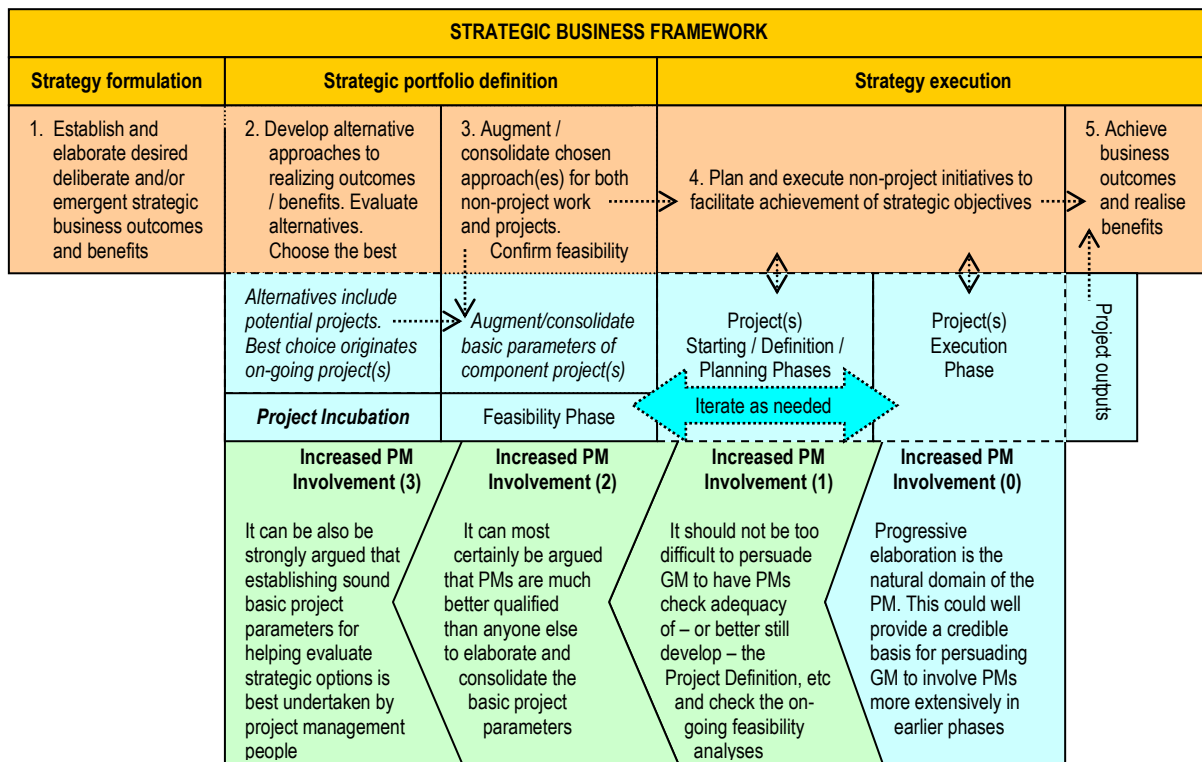 STRATEGIC BUSINESS FRAMEWORK
Strategy formulation
Strategic portfolio definition
Strategy execution
1. Establish and
elaborate desired
deliberate and/or
emergent strategic
business outcomes
and benefits
2. Develop alternative
approaches to
realizing outcomes
/ benefits. Evaluate
alternatives.
Choose the best
3. Augment /
consolidate chosen
approach(es) for both
non-project work
and projects.
Confirm feasibility
4. Plan and execute non-project initiatives to
facilitate achievement of strategic objectives
5. Achieve
business
outcomes
and realise
benefits
Alternatives include
potential projects.
Best choice originates
on-going project(s)
Augment/consolidate
basic parameters of
component project(s)
Project(s)
Starting / Definition /
Planning Phases
Project(s)
Execution
Phase
Project outputs
Project Incubation
Feasibility Phase
Iterate as needed
Increased PM
Involvement (3)
It can be also be
strongly argued that
establishing sound
basic project
parameters for
helping evaluate
strategic options is
best undertaken by
project management
people
Increased PM
Involvement (2)
It can most
certainly be argued
that PMs are much
better qualified
than anyone else
to elaborate and
consolidate the
basic project
parameters
Increased PM
Involvement (1)
It should not be too
difficult to persuade
GM to have PMs
check adequacy
of – or better still
develop – the
Project Definition, etc
and check the on-
going feasibility
analyses
Increased PM
Involvement (0)
Progressive
elaboration is the
natural domain of the
PM. This could well
provide a credible
basis for persuading
GM to involve PMs
more extensively in
earlier phases